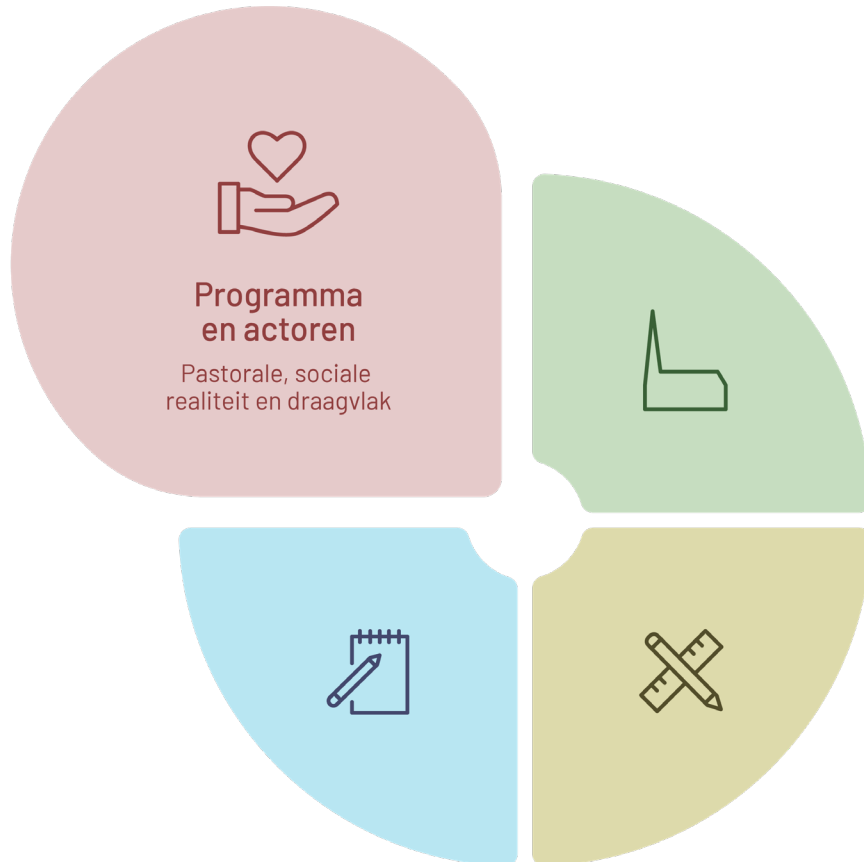 Programma
en actoren
Pastorale, sociale
realiteit en draagvlak